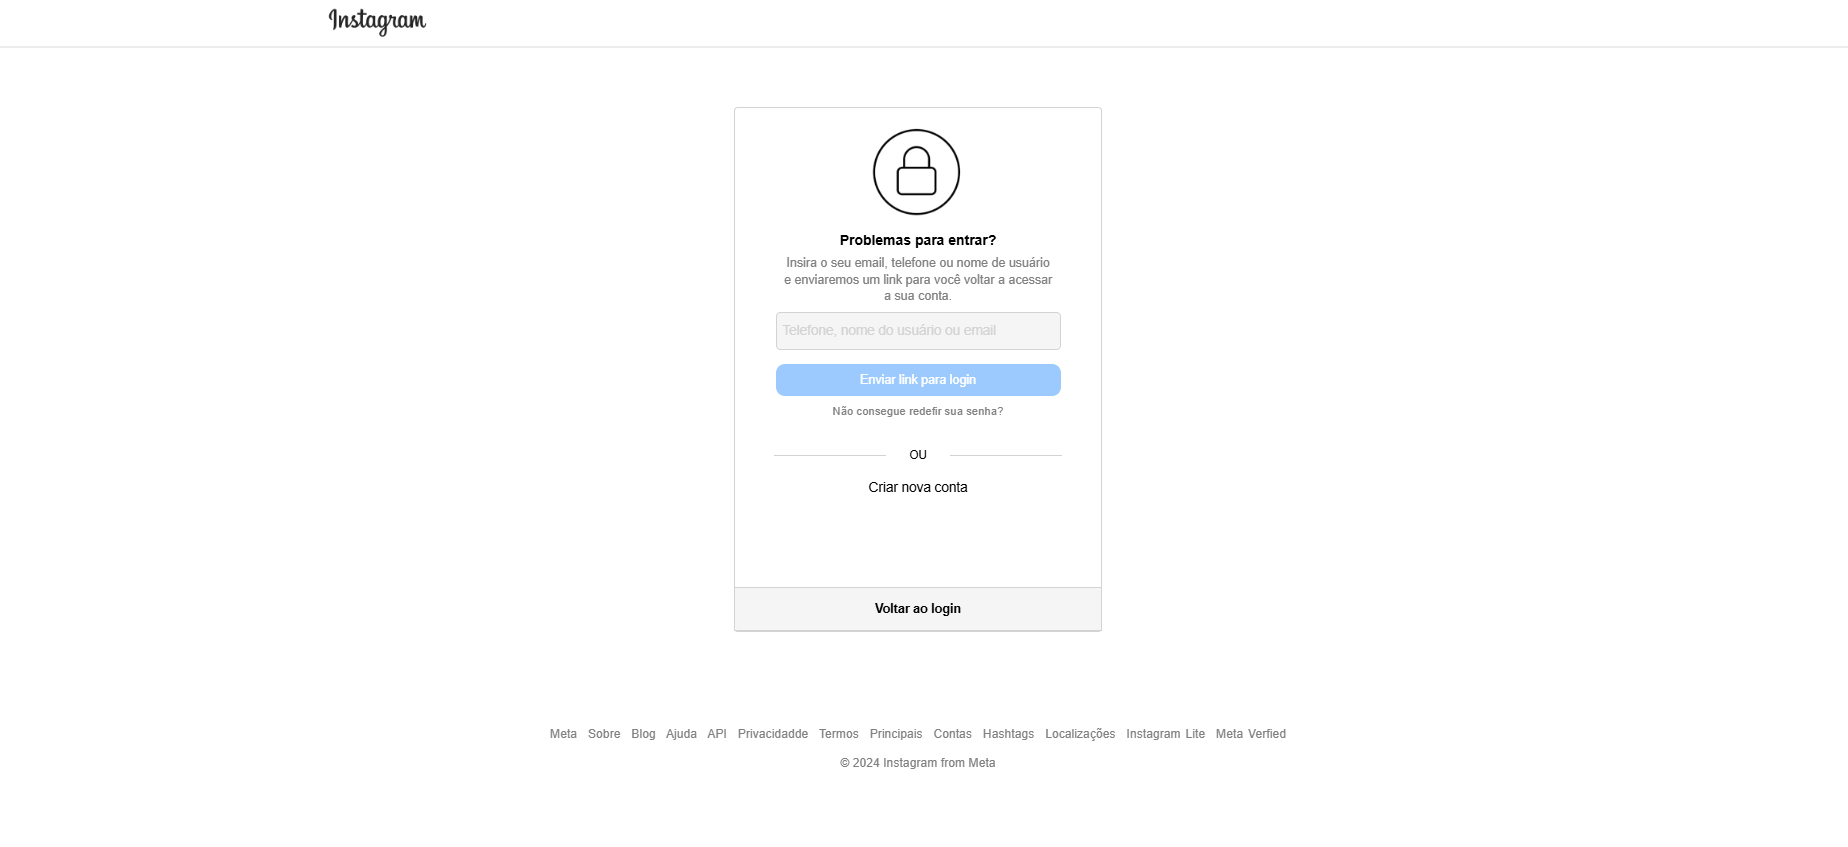 Instagram
Problemas para entrar?
Insira o seu email, telefone ou nome de usuário
e enviaremos um link para você voltar a acessar
a sua conta.
Telefone, nome do usuário ou email
Enviar link para login
Não consegue redefir sua senha?
OU
Criar nova conta
Voltar ao login
Meta Sobre Blog Ajuda API Privacidadde Termos Principais Contas Hashtags Localizações Instagram Lite Meta Verfied
© 2024 Instagram from Meta